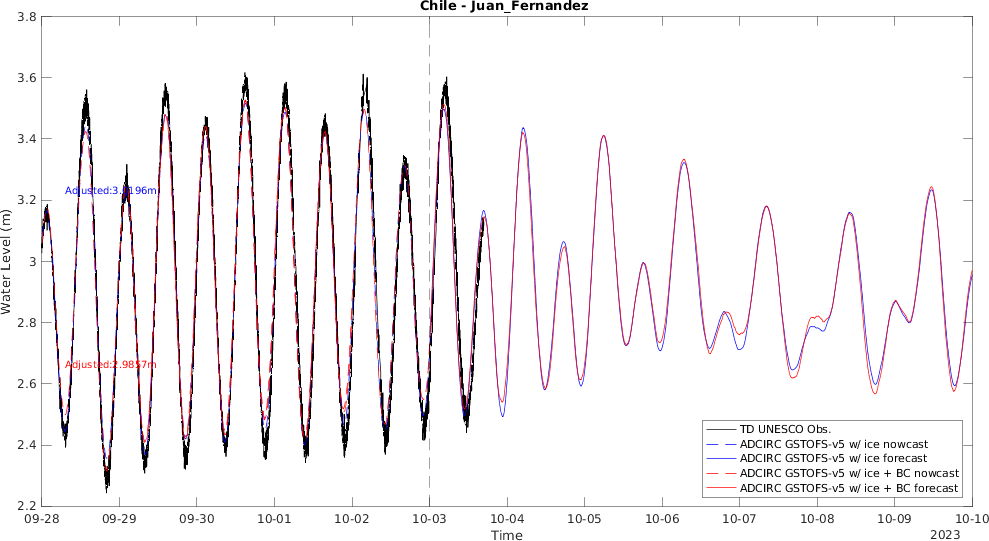 Chile - Juan_Fernandez
3.8
3.6
3.4
3.2
3
2.8
2.6
2.4
2.2
Water Level (m)
Adjusted:2.9857m
09-28
09-29
09-30
10-01
10-02
10-03
10-04
10-05
10-06
10-07
10-08
10-09
10-10
Time
2023
TD UNESCO Obs.
ADCIRC GSTOFS-v5 w/ ice nowcast
ADCIRC GSTOFS-v5 w/ ice forecast
ADCIRC GSTOFS-v5 w/ ice + BC nowcast
ADCIRC GSTOFS-v5 w/ ice + BC forecast